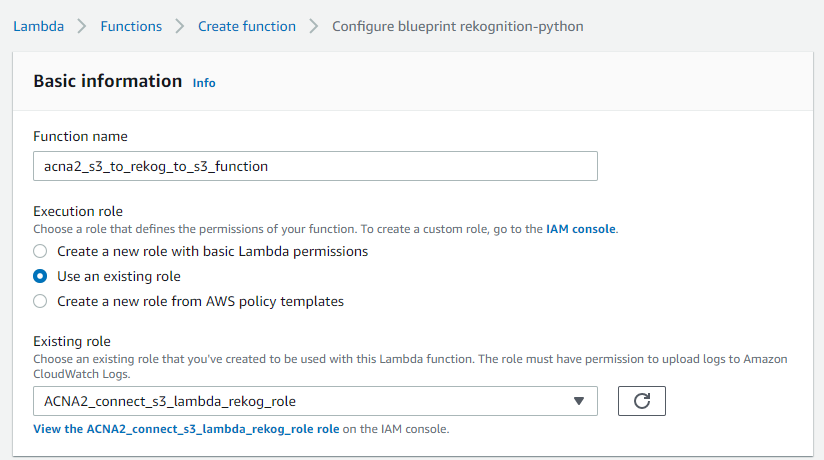 Lambda > Functions > Create function > Configure blueprint rekognition-python
Basic information Info
Function name
acna2_s3_to_rekog_to_s3_function
Execution role
Choose a role that defines the permissions of your function. To create a custom role, go to the IAM console.
Create a new role with basic Lambda permissions
Use an existing role
Create a new role from AWS policy templates
Existing role
Choose an existing role that you've created to be used with this Lambda function. The role must have permission to upload logs to Amazon
CloudWatch Logs.
ACNA2_connect_s3_lambda_rekog_role
View the ACNA2_connect_s3_lambda_rekog_role role on the IAM console.